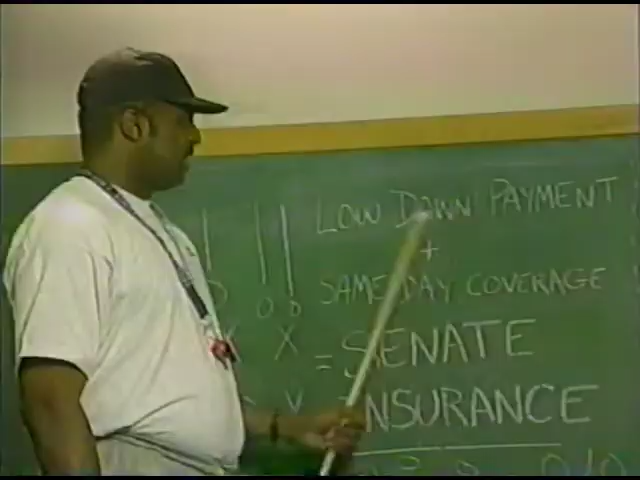 LOW DOWN PAYMENT
+
SAME DAY COVERAGE
= SENATE
INSURANCE